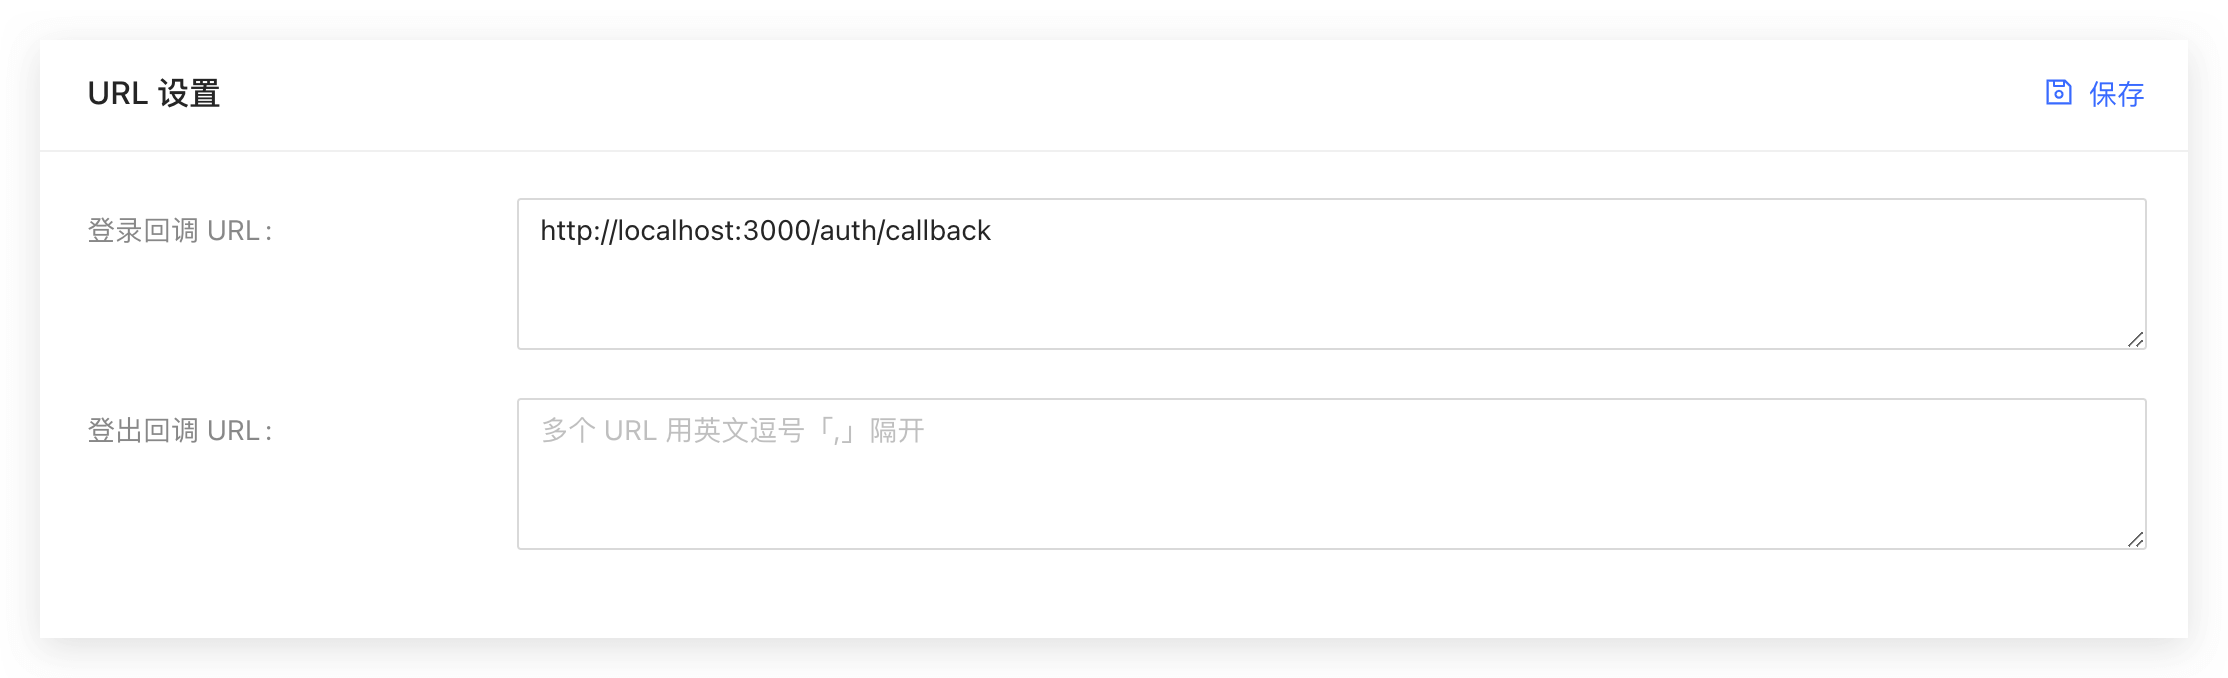 URL 设置
保存
登录回调 URL :
http://localhost:3000/auth/callback
登出回调 URL :
多个 URL 用英文逗号「,」隔开